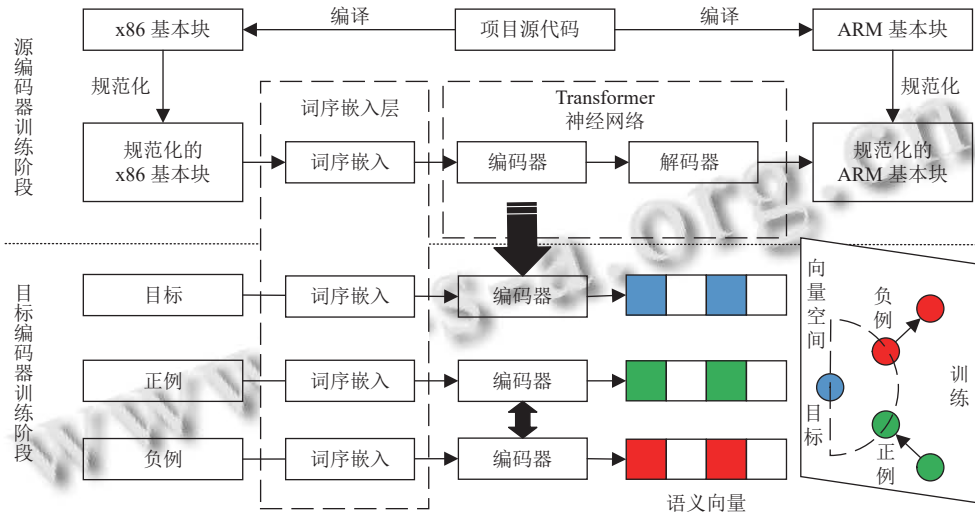 源编码器训练阶段
x86 基本块
编译
项目源代码
编译
ARM 基本块
规范化
规范化
词序嵌入层
Transformer
神经网络
规范化的
x86 基本块
词序嵌入
编码器
解码器
规范化的
ARM 基本块
目标编码器训练阶段
目标
词序嵌入
编码器
正例
词序嵌入
编码器
负例
词序嵌入
编码器
语义向量
向量空间
负例
目标
正例
训练